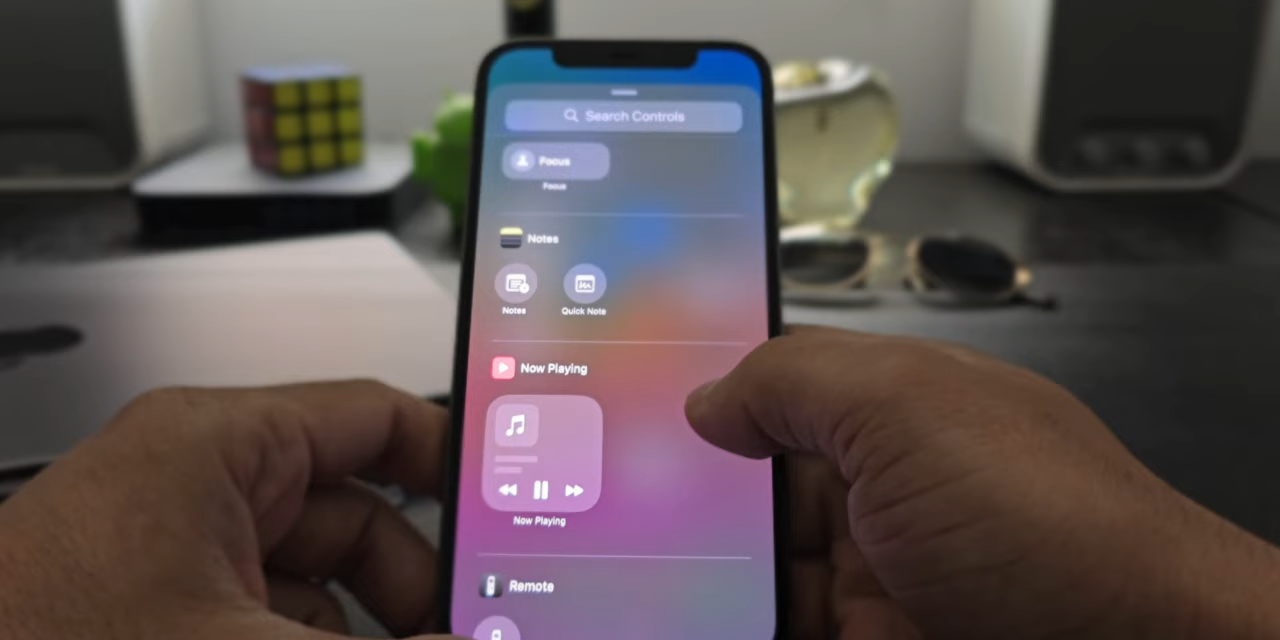 Search Controls
Focus
Focus
Notes
Notes
Quick Note
Now Playing
Now Playing
Remote